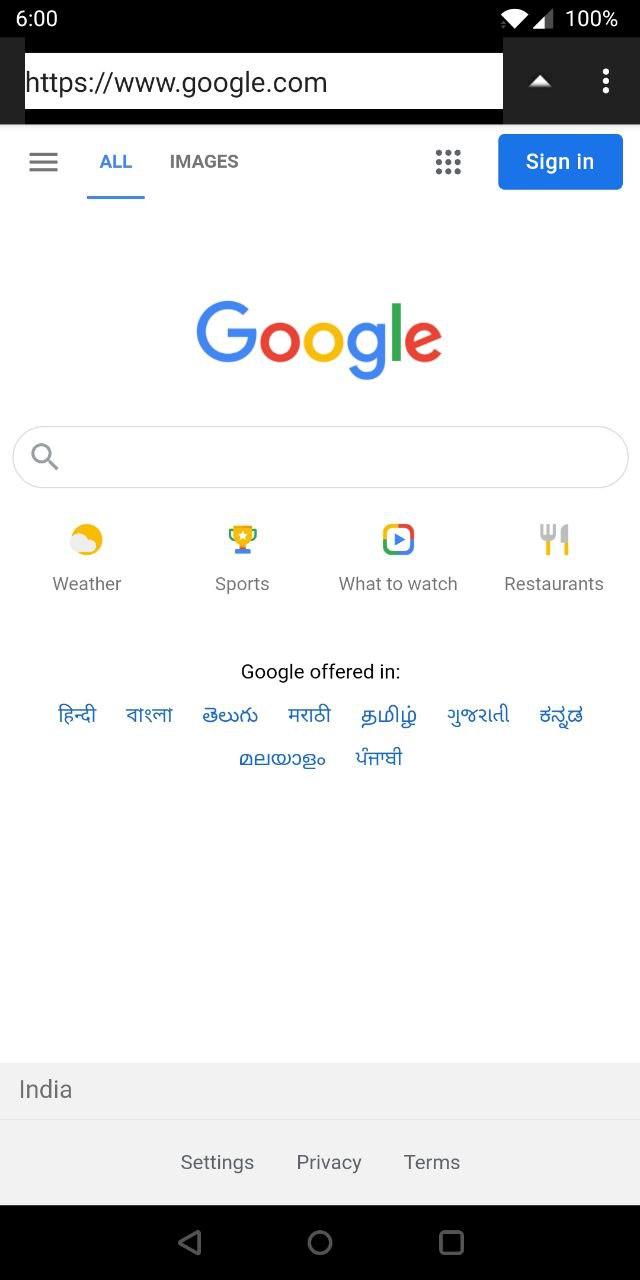 6:00 100%
https://www.google.com
ALL IMAGES Sign in
Google
Weather Sports What to watch Restaurants
Google offered in:
हिन्दी বাংলা తెలుగు मराठी தமிழ் ગુજરાતી ಕನ್ನಡ
മലയാളം ਪੰਜਾਬੀ
India
Settings Privacy Terms